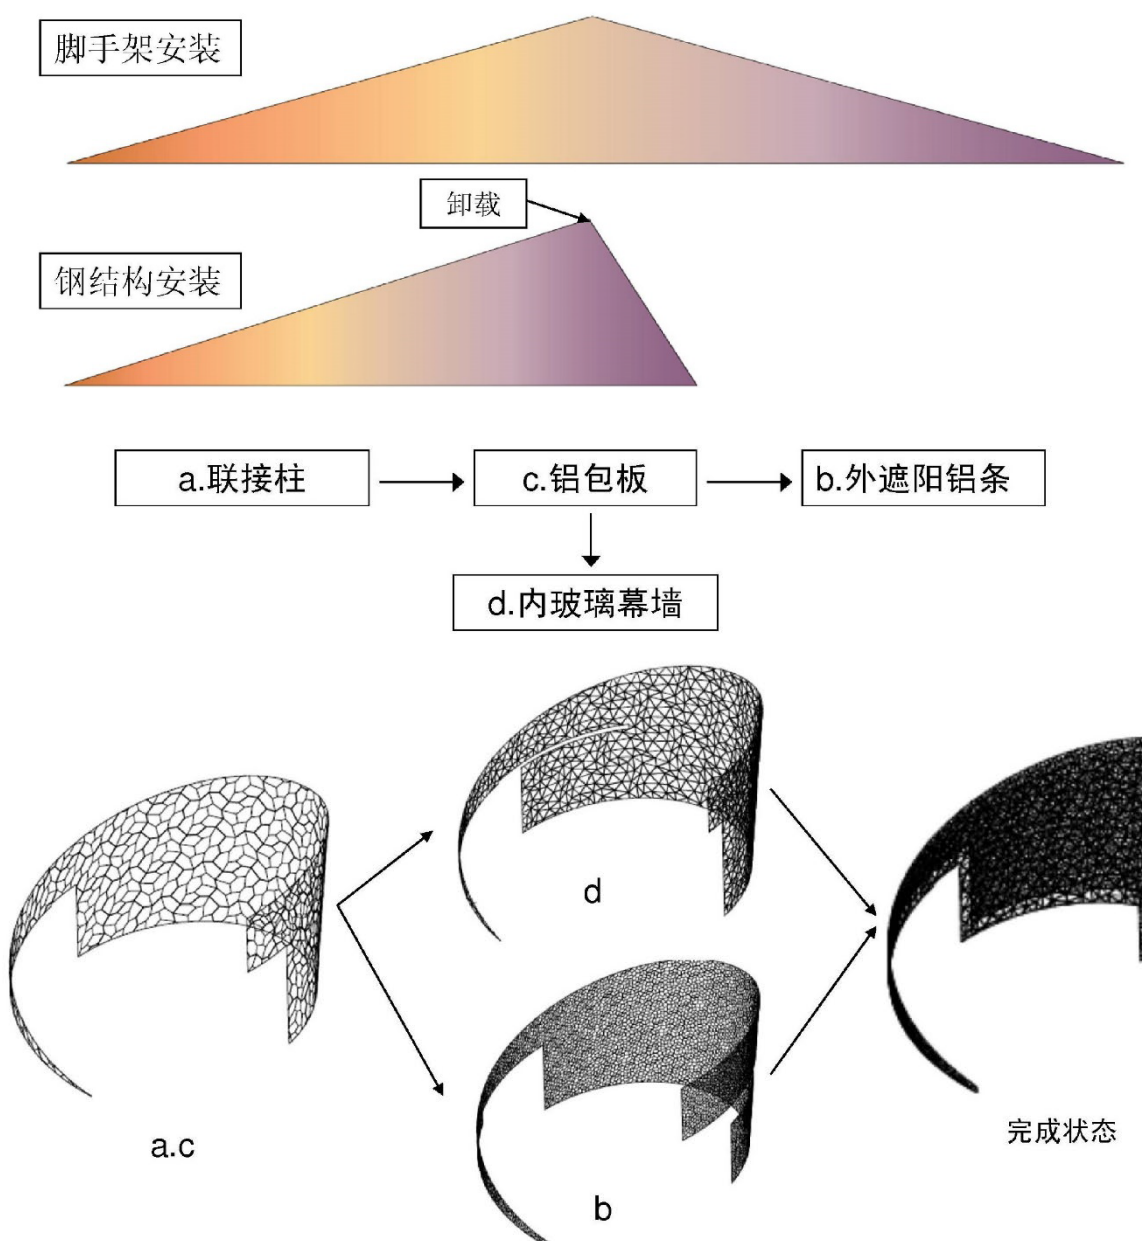 脚手架安装
卸载
钢结构安装
a.联接柱
c.铝包板
b.外遮阳铝条
d.内玻璃幕墙
d
a.c
b
完成状态